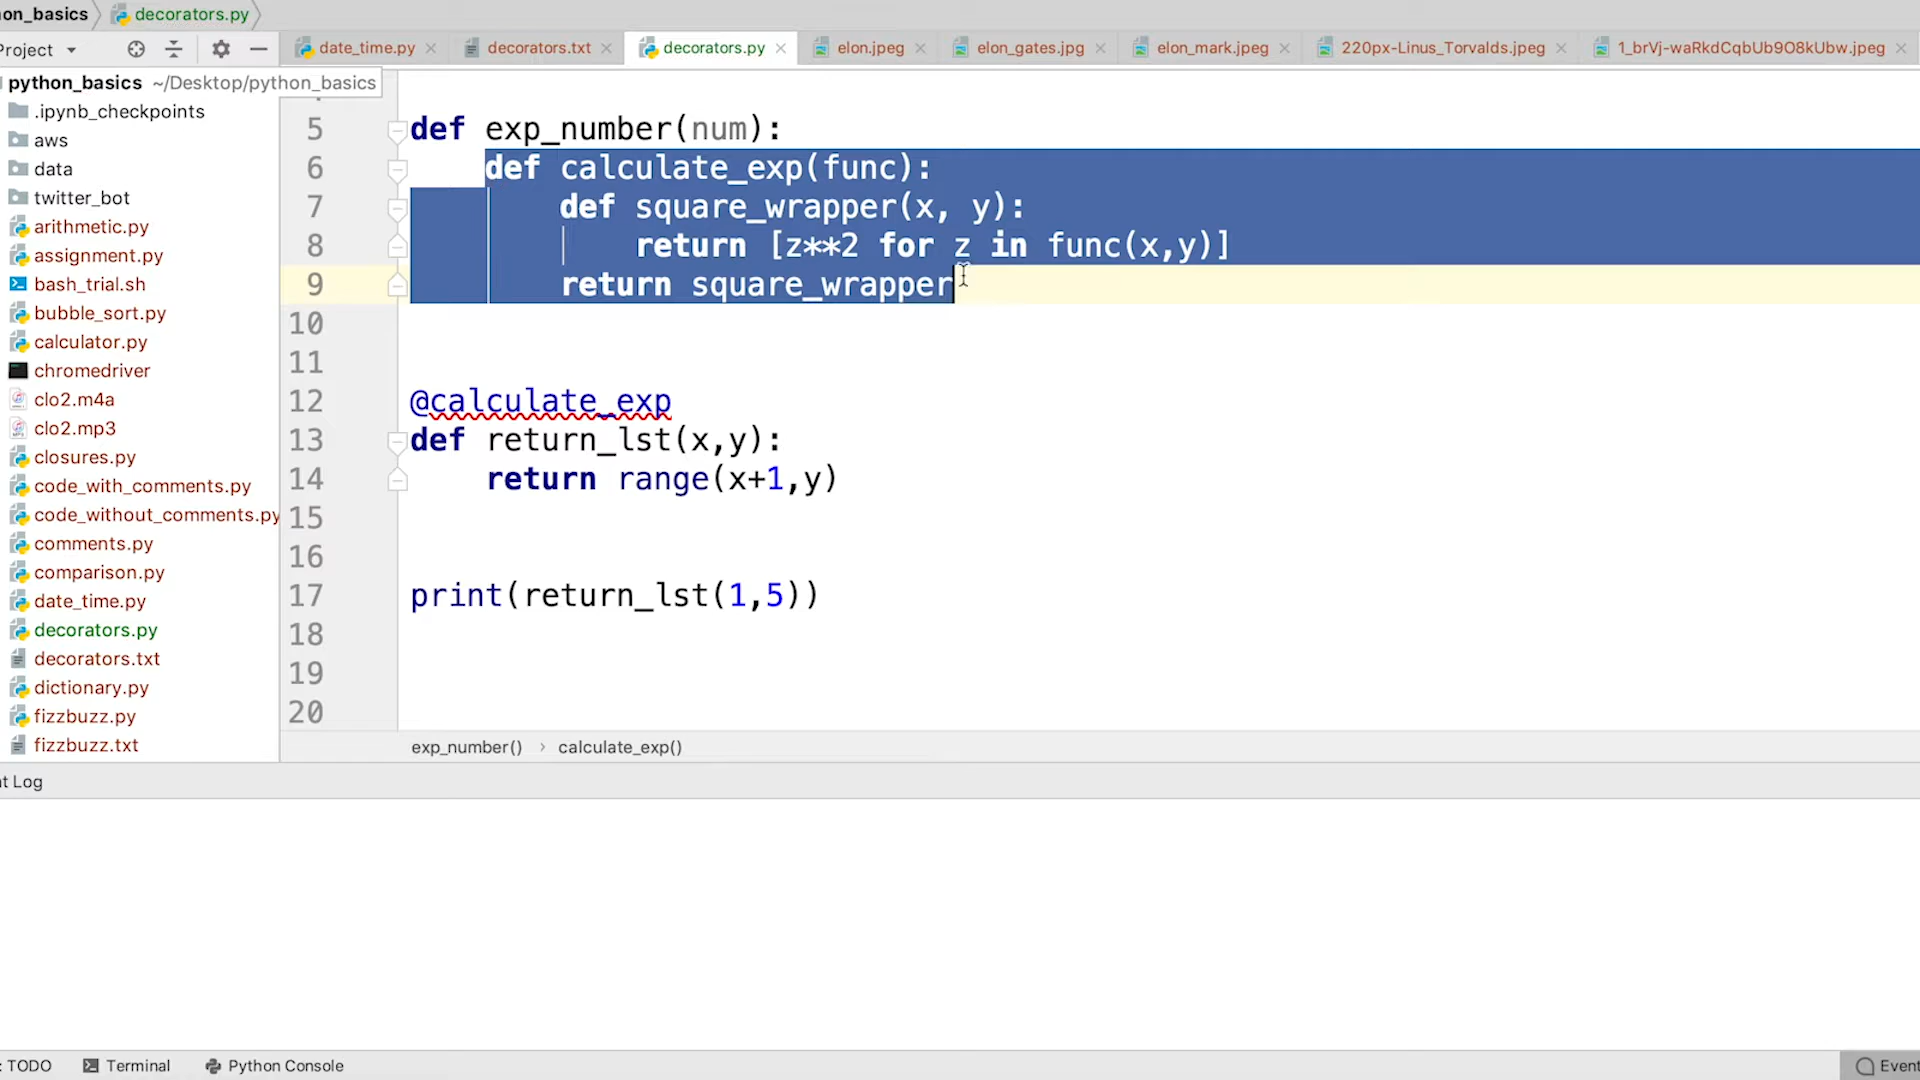 on_basics decorators.py
Project
date_time.py decorators.txt decorators.py elon.jpeg elon_gates.jpg elon_mark.jpeg 220px-Linus_Torvalds.jpeg 1_brVj-waRkdCqbUb9O8kUbw.jpeg
python_basics ~/Desktop/python_basics
.ipynb_checkpoints
aws
data
twitter_bot
arithmetic.py
assignment.py
bash_trial.sh
bubble_sort.py
calculator.py
chromedriver
clo2.m4a
clo2.mp3
closures.py
code_with_comments.py
code_without_comments.py
comments.py
comparison.py
date_time.py
decorators.py
decorators.txt
dictionary.py
fizzbuzz.py
fizzbuzz.txt
5 def exp_number(num):
6 def calculate_exp(func):
7 def square_wrapper(x, y):
8 return [z**2 for z in func(x,y)]
9 return square_wrapper
10
11
12 @calculate_exp
13 def return_lst(x,y):
14 return range(x+1,y)
15
16
17 print(return_lst(1,5))
18
19
20
exp_number() › calculate_exp()
t Log
: TODO Terminal Python Console Event